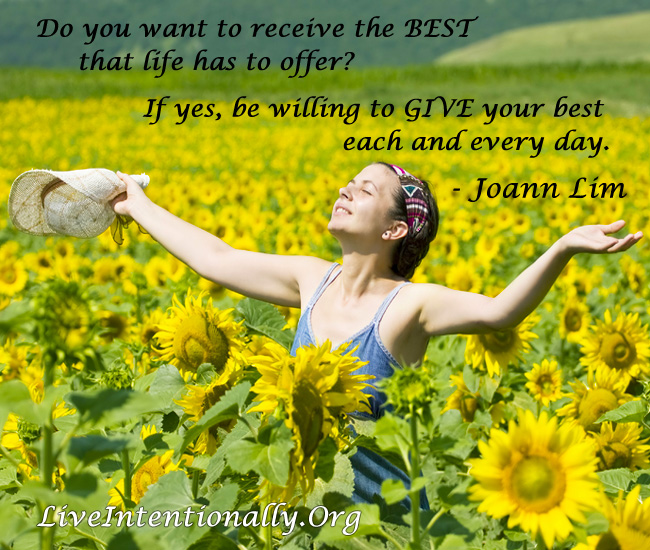 Do you want to receive the BEST
that life has to offer?
If yes, be willing to GIVE your best
each and every day.
- Joann Lim
LiveIntentionally.Org